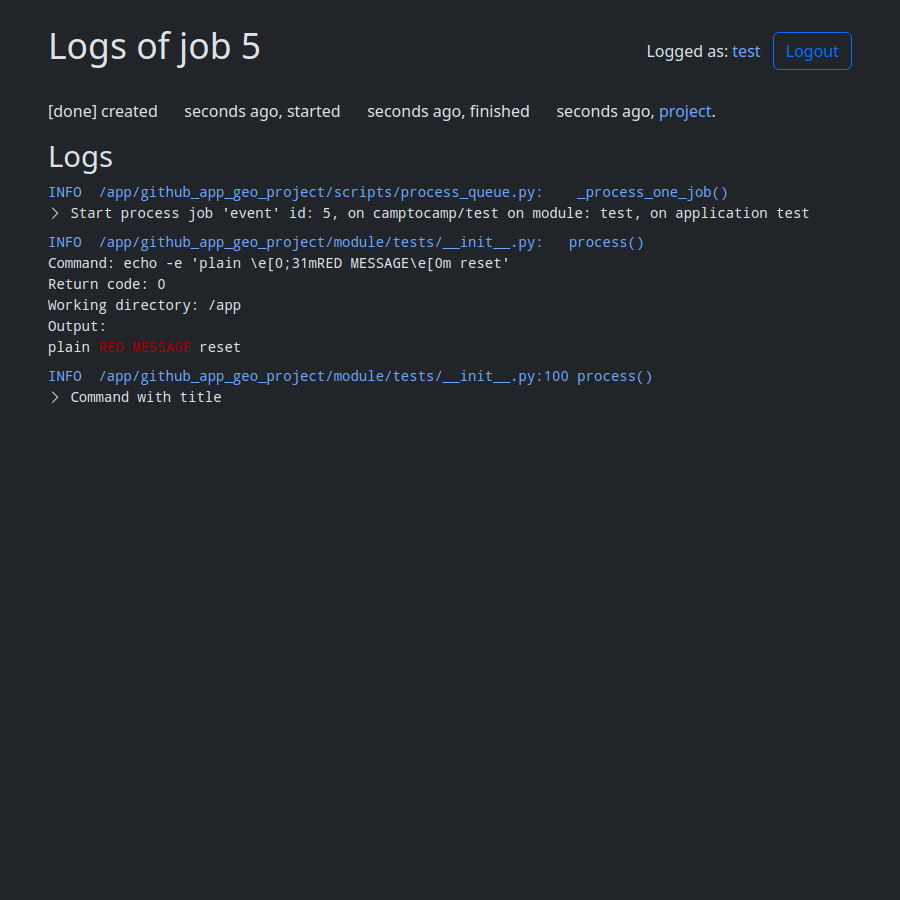 Logs of job 5
Logged as: test Logout
[done] created seconds ago, started seconds ago, finished seconds ago, project.
Logs
INFO /app/github_app_geo_project/scripts/process_queue.py: _process_one_job()
> Start process job 'event' id: 5, on camptocamp/test on module: test, on application test
INFO /app/github_app_geo_project/module/tests/__init__.py: process()
Command: echo -e 'plain \e[0;31mRED MESSAGE\e[0m reset'
Return code: 0
Working directory: /app
Output:
plain RED MESSAGE reset
INFO /app/github_app_geo_project/module/tests/__init__.py:100 process()
> Command with title